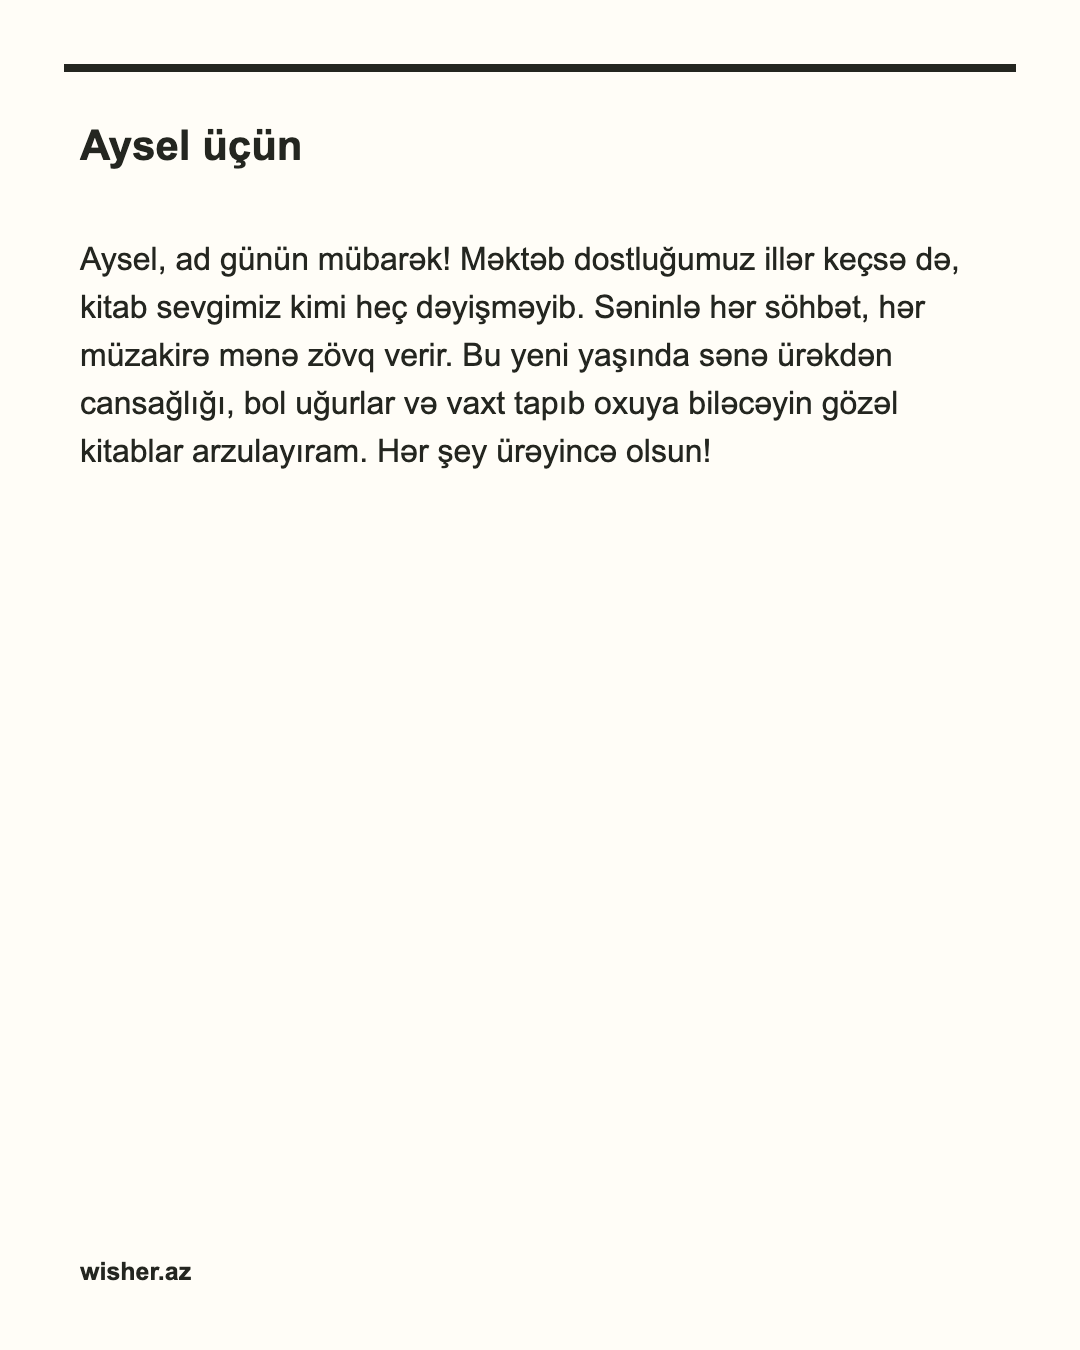 Aysel üçün
Aysel, ad günün mübarək! Məktəb dostluğumuz illər keçsə də,
kitab sevgimiz kimi heç dəyişməyib. Səninlə hər söhbət, hər
müzakirə mənə zövq verir. Bu yeni yaşında sənə ürəkdən
cansağlığı, bol uğurlar və vaxt tapıb oxuya biləcəyin gözəl
kitablar arzulayıram. Hər şey ürəyincə olsun!
wisher.az